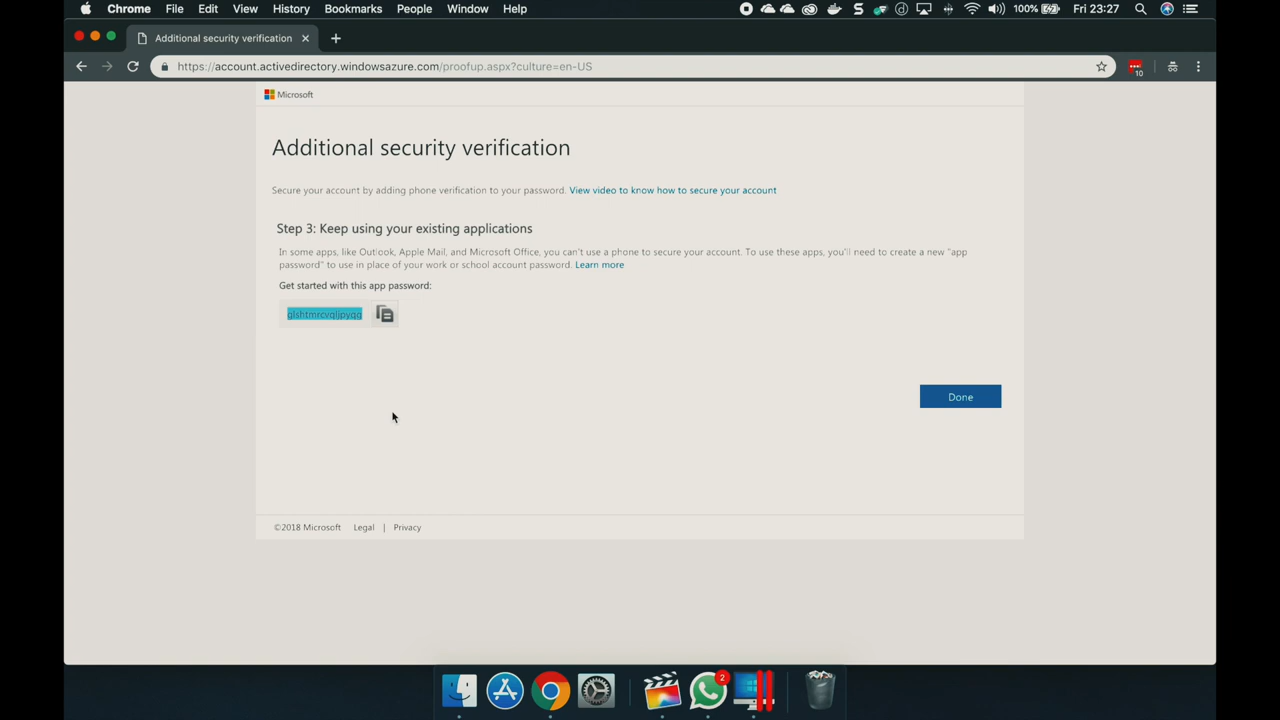 Chrome File Edit View History Bookmarks People Window Help 100% Fri 23:27
Additional security verification
https://account.activedirectory.windowsazure.com/proofup.aspx?culture=en-US
10
Microsoft
Additional security verification
Secure your account by adding phone verification to your password. View video to know how to secure your account
Step 3: Keep using your existing applications
In some apps, like Outlook, Apple Mail, and Microsoft Office, you can't use a phone to secure your account. To use these apps, you'll need to create a new "app
password" to use in place of your work or school account password. Learn more
Get started with this app password:
Done
©2018 Microsoft Legal | Privacy
2